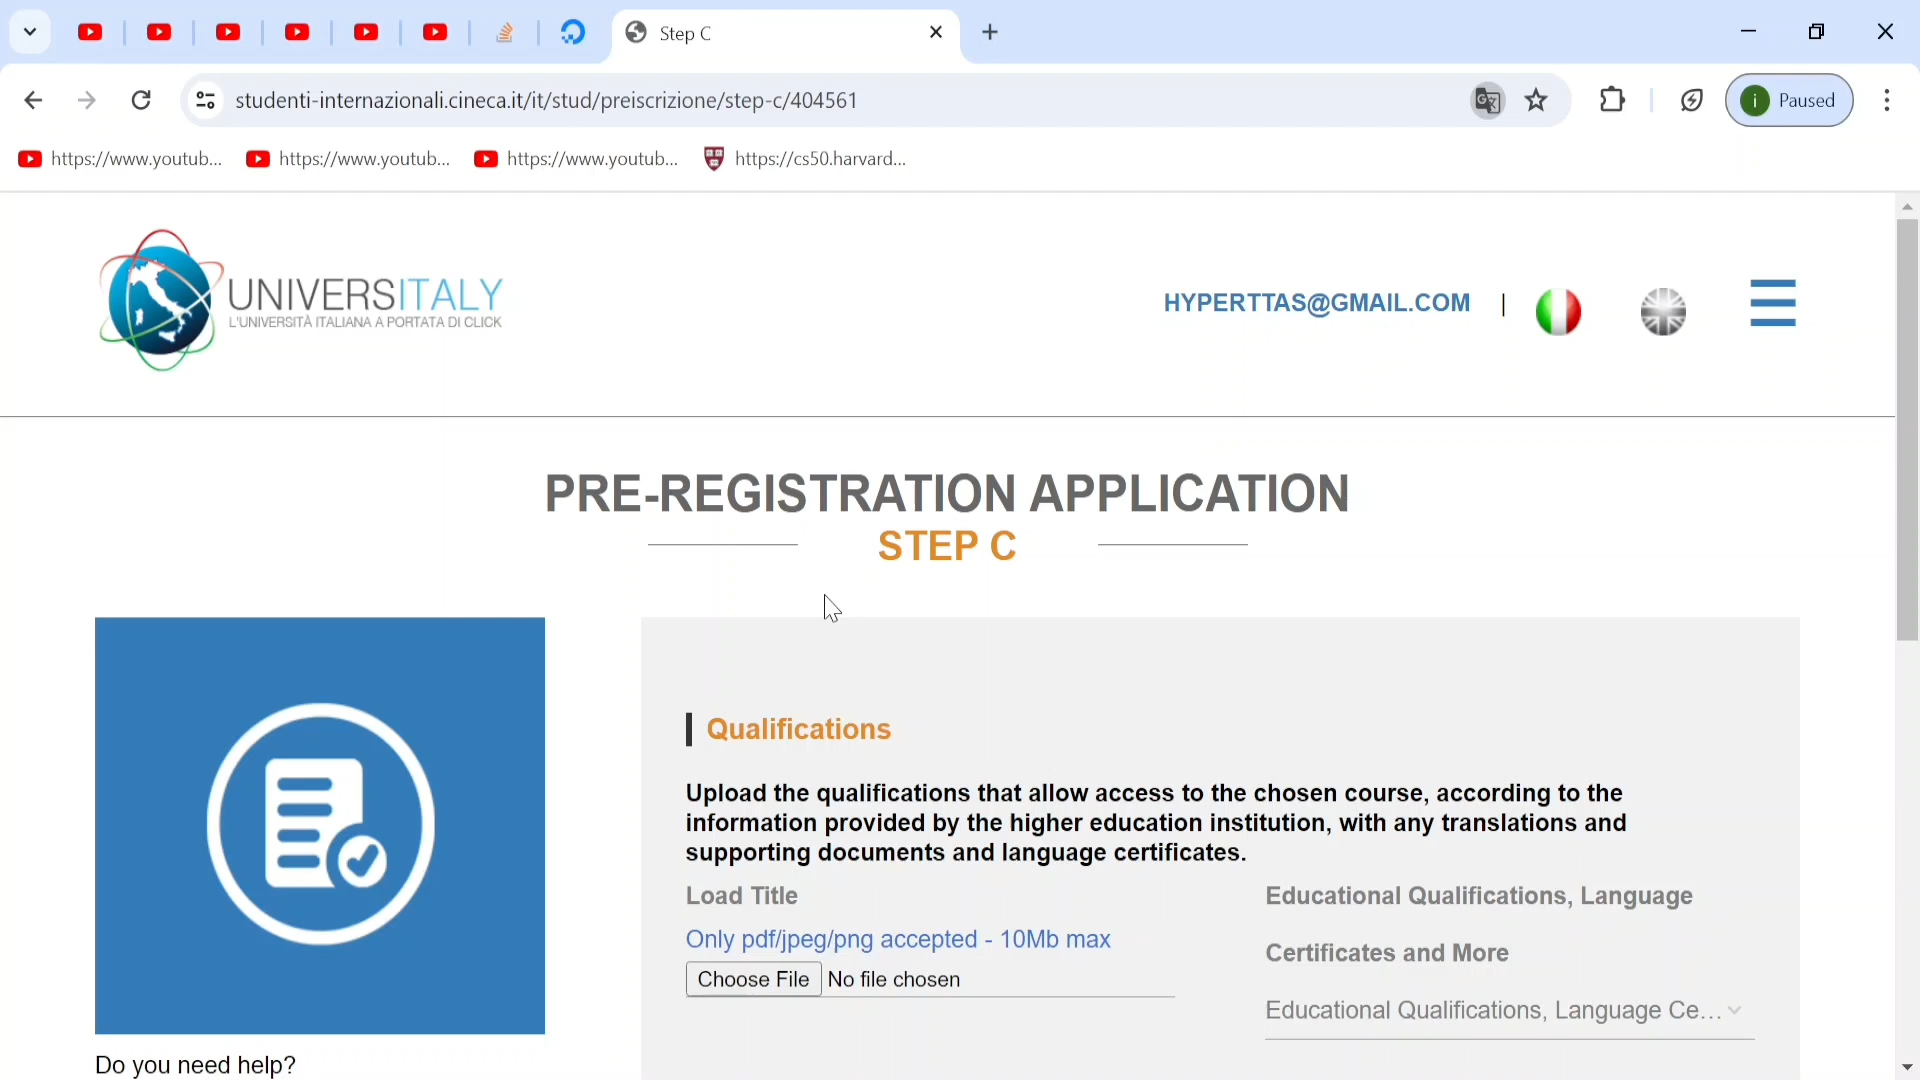 Step C
studenti-internazionali.cineca.it/it/stud/preiscrizione/step-c/404561
i Paused
https://www.youtub... https://www.youtub... https://www.youtub... https://cs50.harvard...
UNIVERSITALY
L'UNIVERSITÀ ITALIANA A PORTATA DI CLICK
HYPERTTAS@GMAIL.COM |
PRE-REGISTRATION APPLICATION
STEP C
Qualifications
Upload the qualifications that allow access to the chosen course, according to the
information provided by the higher education institution, with any translations and
supporting documents and language certificates.
Load Title
Only pdf/jpeg/png accepted - 10Mb max
Choose File No file chosen
Educational Qualifications, Language
Certificates and More
Educational Qualifications, Language Ce...
Do you need help?